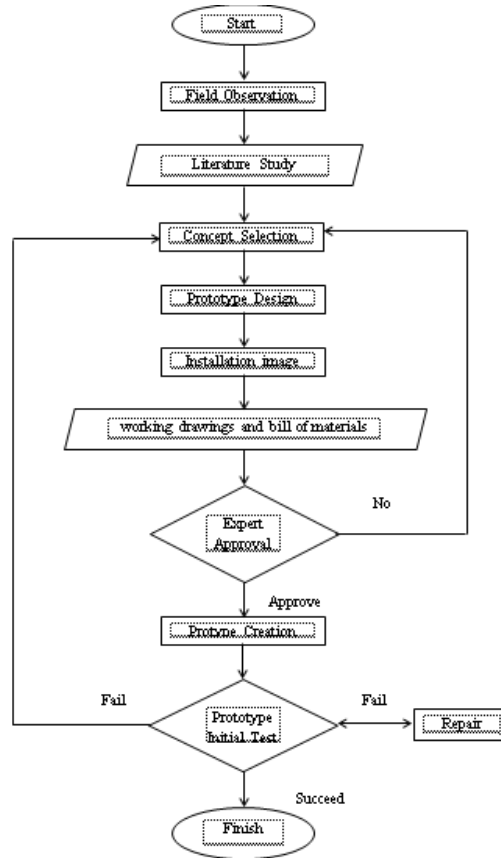 Start
Field Observation
Literature Study
Concept Selection
Prototype Design
Installation image
working drawings and bill of materials
No
Expert
Approval
Approve
Protype Creation
Fail
Fail
Prototype
Initial Test
Repair
Succeed
Finish